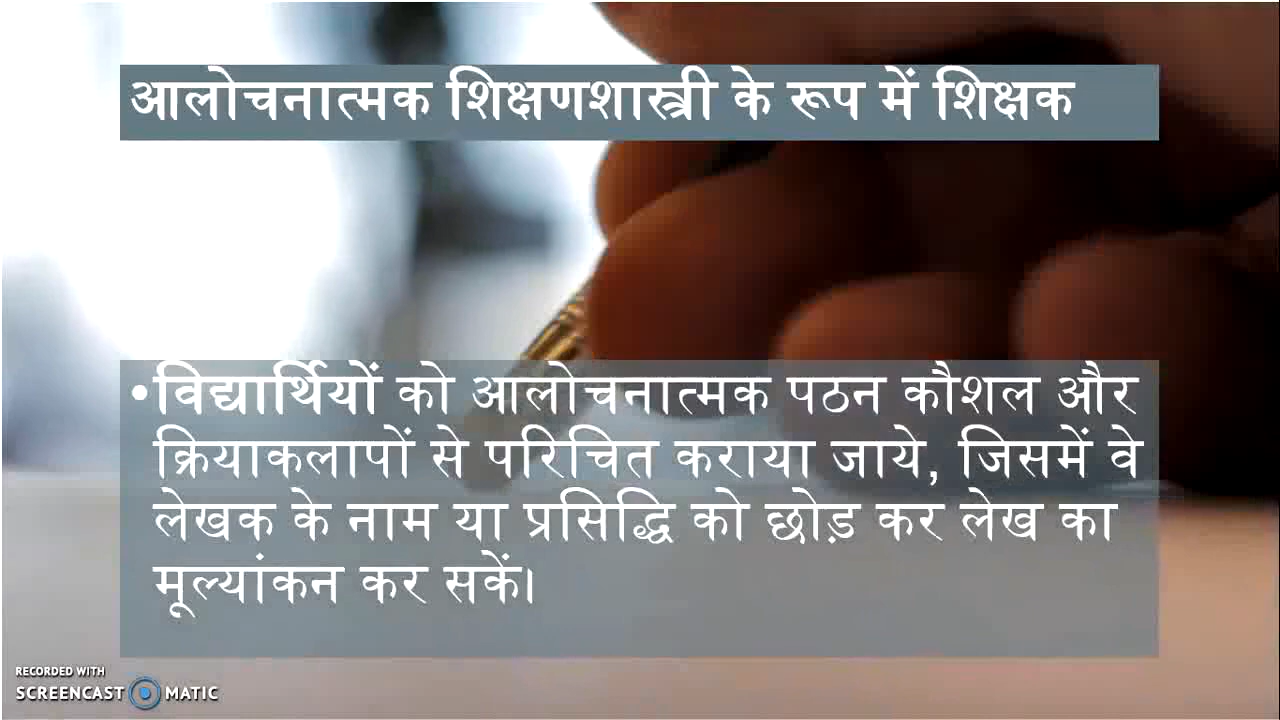 आलोचनात्मक शिक्षणशास्त्री के रूप में शिक्षक
•विद्यार्थियों को आलोचनात्मक पठन कौशल और
क्रियाकलापों से परिचित कराया जाये, जिसमें वे
लेखक के नाम या प्रसिद्धि को छोड़ कर लेख का
मूल्यांकन कर सकें।
RECORDED WITH
SCREENCAST MATIC